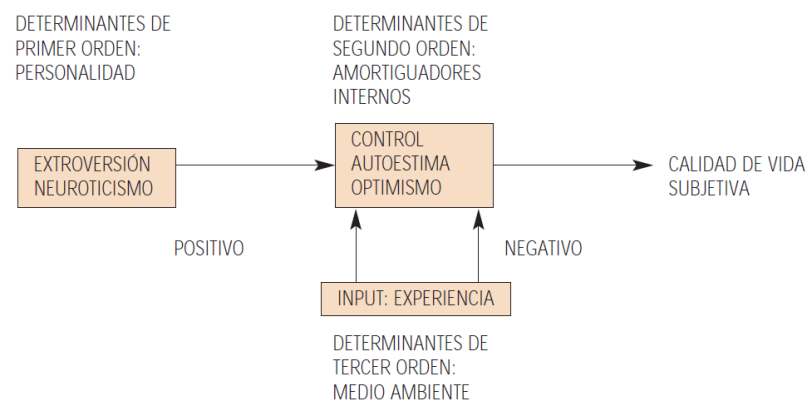 DETERMINANTES DE
PRIMER ORDEN:
PERSONALIDAD
DETERMINANTES DE
SEGUNDO ORDEN:
AMORTIGUADORES
INTERNOS
EXTROVERSIÓN
NEUROTICISMO
CONTROL
AUTOESTIMA
OPTIMISMO
CALIDAD DE VIDA
SUBJETIVA
POSITIVO
NEGATIVO
INPUT: EXPERIENCIA
DETERMINANTES DE
TERCER ORDEN:
MEDIO AMBIENTE